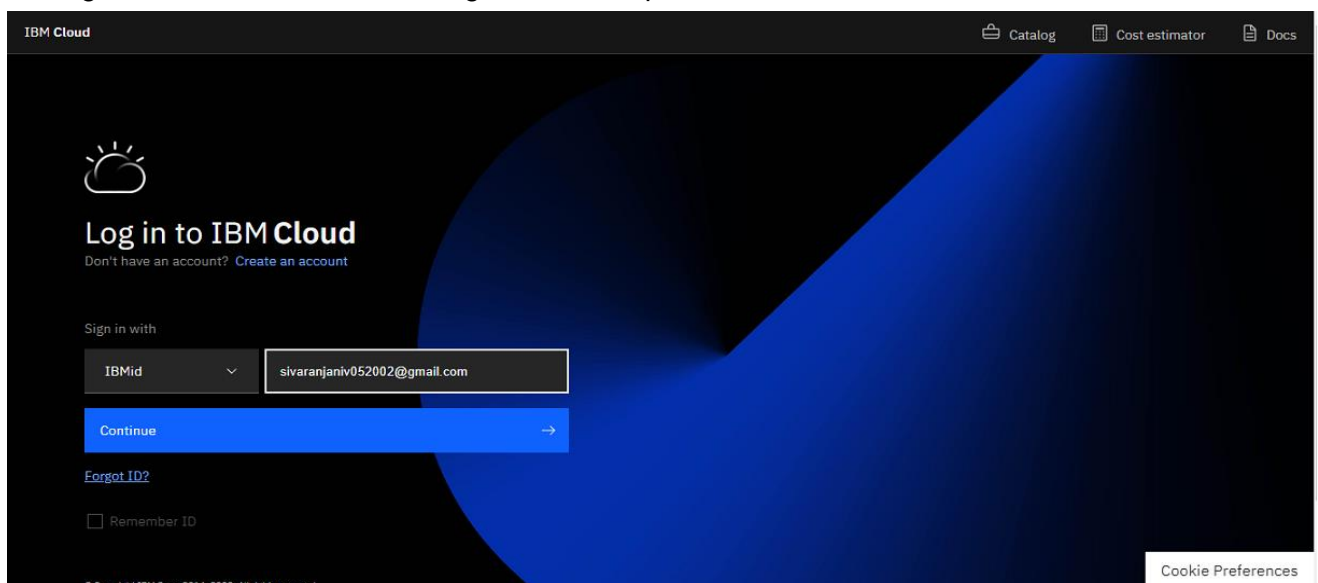 IBM Cloud
Catalog
Cost estimator
Docs
Log in to IBM Cloud
Don't have an account? Create an account
Sign in with
IBMid
sivaranjaniv052002@gmail.com
Continue
Forgot ID?
Remember ID
Cookie Preferences